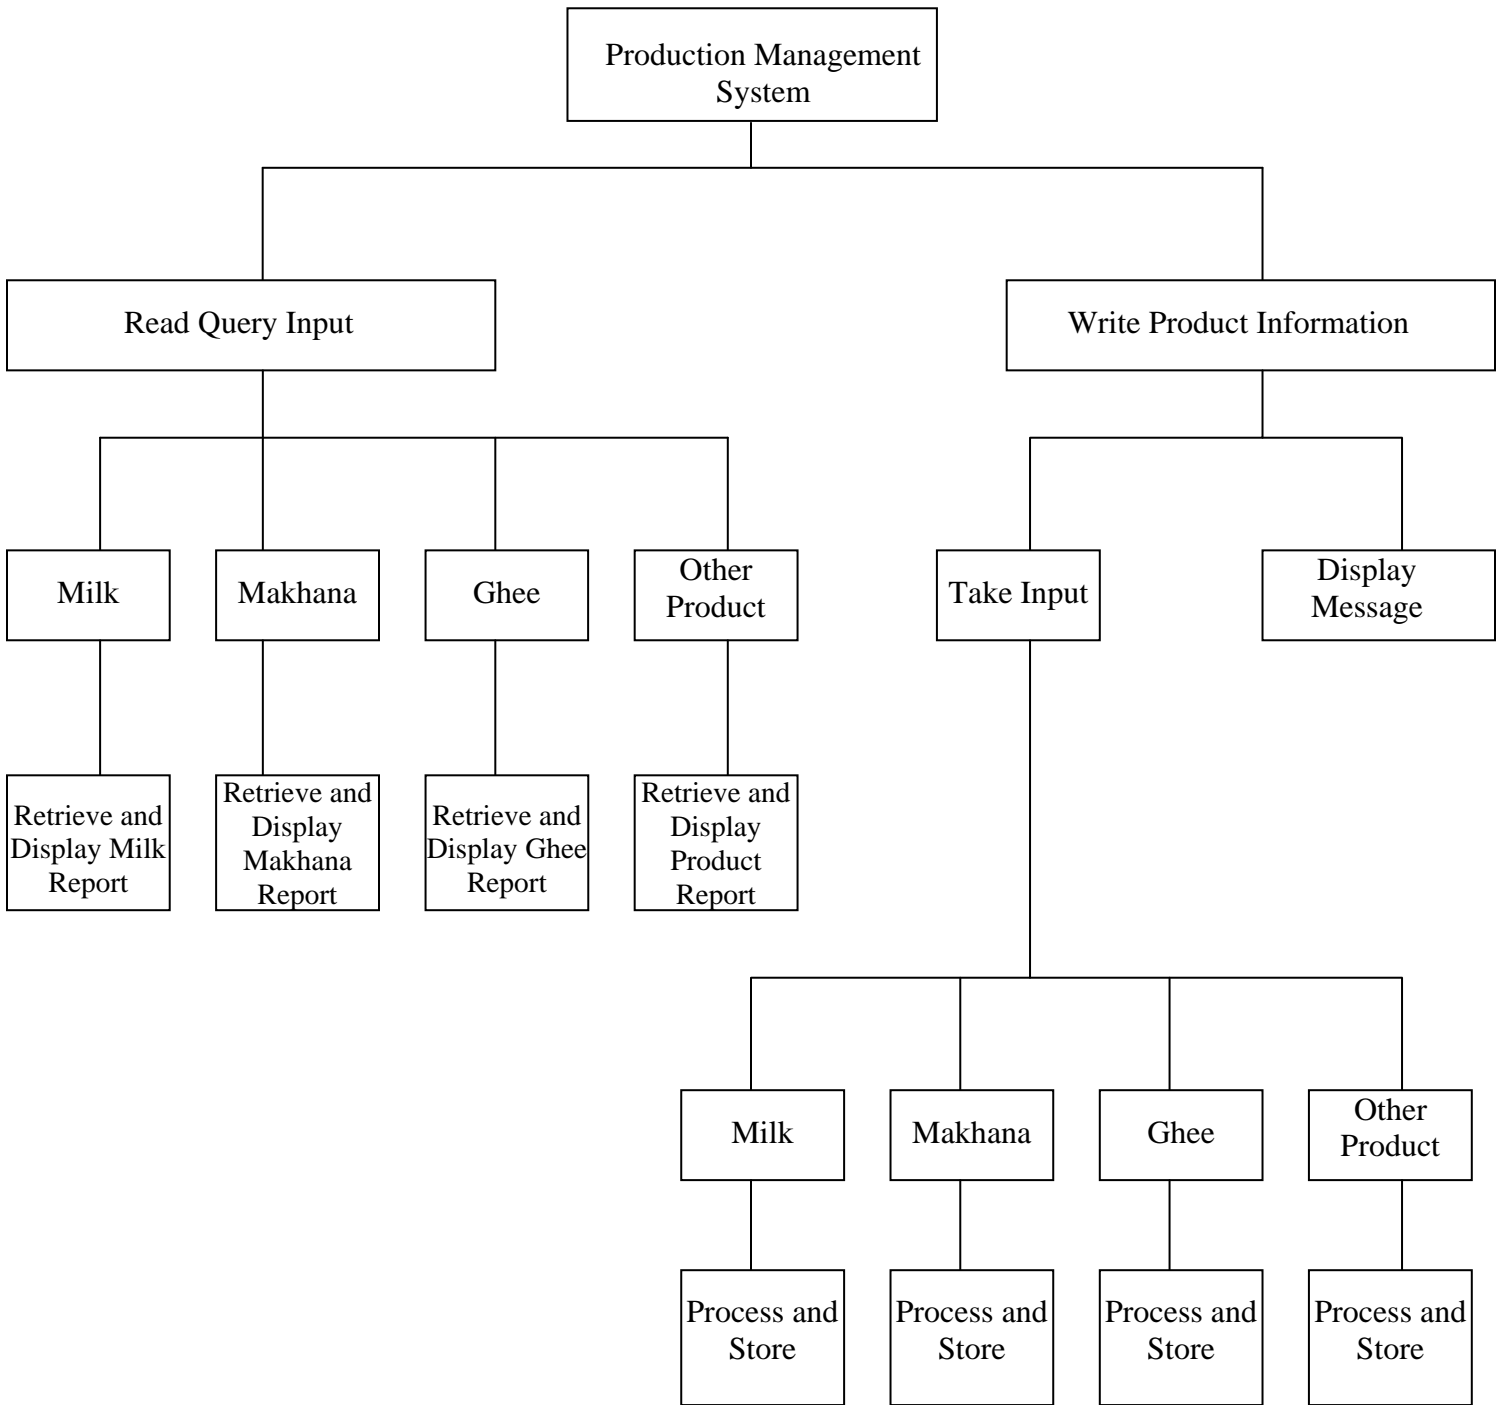 Production Management
System
Read Query Input
Write Product Information
Milk
Makhana
Ghee
Other
Product
Take Input
Display
Message
Retrieve and
Display Milk
Report
Retrieve and
Display
Makhana
Report
Retrieve and
Display Ghee
Report
Retrieve and
Display
Product
Report
Milk
Makhana
Ghee
Other
Product
Process and
Store
Process and
Store
Process and
Store
Process and
Store